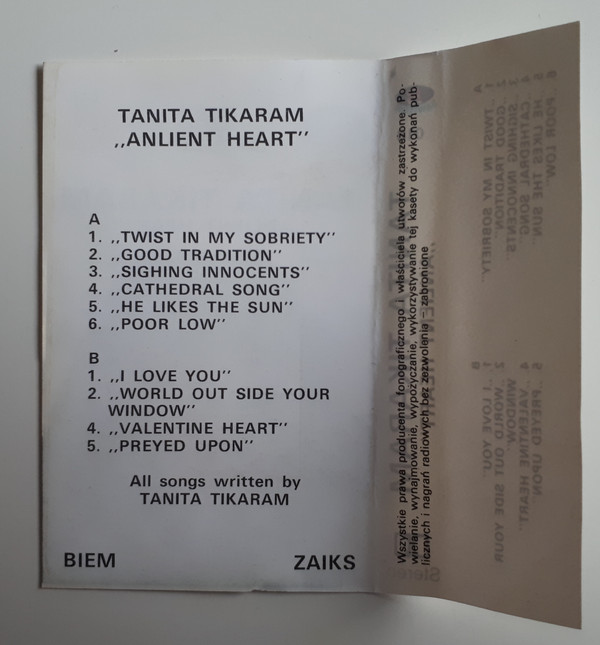 TANITA TIKARAM
,,ANLIENT HEART''
A
1. ,,TWIST IN MY SOBRIETY''
2. ,,GOOD TRADITION''
3. ,,SIGHING INNOCENTS''
4. ,,CATHEDRAL SONG''
5. ,,HE LIKES THE SUN''
6. ,,POOR LOW''
B
1. ,,I LOVE YOU''
2. ,,WORLD OUT SIDE YOUR
WINDOW''
4. ,,VALENTINE HEART''
5. ,,PREYED UPON''
All songs written by
TANITA TIKARAM
BIEM ZAIKS
Wszystkie prawa producenta fonograficznego i właściciela utworów zastrzeżone. Po-
wielanie, wynajmowanie, wypożyczanie, wykorzystywanie tej kasety do wykonań pub-
licznych i nagrań radiowych bez zezwolenia - zabronione